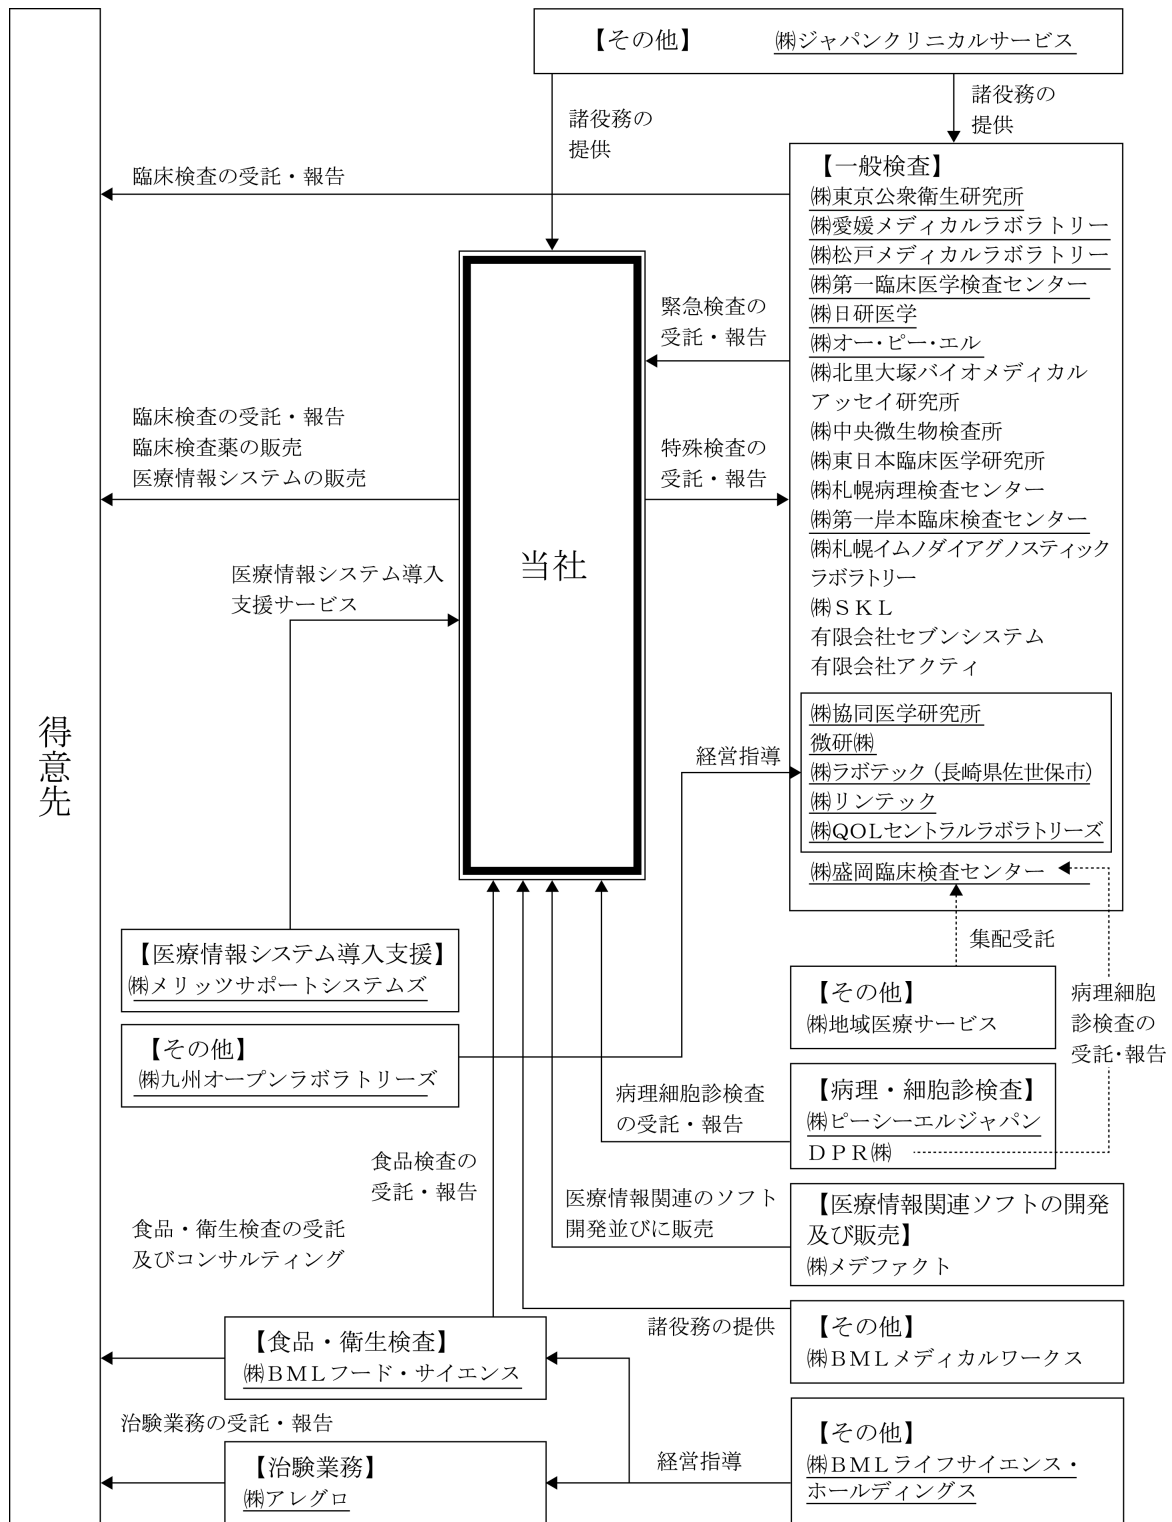 【その他】 ㈱ジャパンクリニカルサービス
諸役務の
提供
諸役務の
提供
臨床検査の受託・報告
【一般検査】
㈱東京公衆衛生研究所
㈱愛媛メディカルラボラトリー
㈱松戸メディカルラボラトリー
㈱第一臨床医学検査センター
㈱日研医学
㈱オー・ピー・エル
㈱北里大塚バイオメディカル
アッセイ研究所
㈱中央微生物検査所
㈱東日本臨床医学研究所
㈱札幌病理検査センター
㈱第一岸本臨床検査センター
㈱札幌イムノダイアグノスティック
ラボラトリー
㈱ＳＫＬ
有限会社セブンシステム
有限会社アクティ
㈱協同医学研究所
微研㈱
㈱ラボテック（長崎県佐世保市）
㈱リンテック
㈱ＱＯＬセントラルラボラトリーズ
㈱盛岡臨床検査センター
緊急検査の
受託・報告
特殊検査の
受託・報告
臨床検査の受託・報告
臨床検査薬の販売
医療情報システムの販売
当社
医療情報システム導入
支援サービス
得意先
経営指導
【医療情報システム導入支援】
㈱メリッツサポートシステムズ
【その他】
㈱九州オープンラボラトリーズ
集配受託
【その他】
㈱地域医療サービス
病理細胞
診検査の
受託・報告
【病理・細胞診検査】
㈱ピーシーエルジャパン
ＤＰＲ㈱
病理細胞診検査
の受託・報告
食品検査の
受託・報告
医療情報関連のソフト
開発並びに販売
【医療情報関連ソフトの開発
及び販売】
㈱メデファクト
食品・衛生検査の受託
及びコンサルティング
諸役務の提供
【その他】
㈱ＢＭＬメディカルワークス
【食品・衛生検査】
㈱ＢＭＬフード・サイエンス
治験業務の受託・報告
【治験業務】
㈱アレグロ
経営指導
【その他】
㈱ＢＭＬライフサイエンス・
ホールディングス